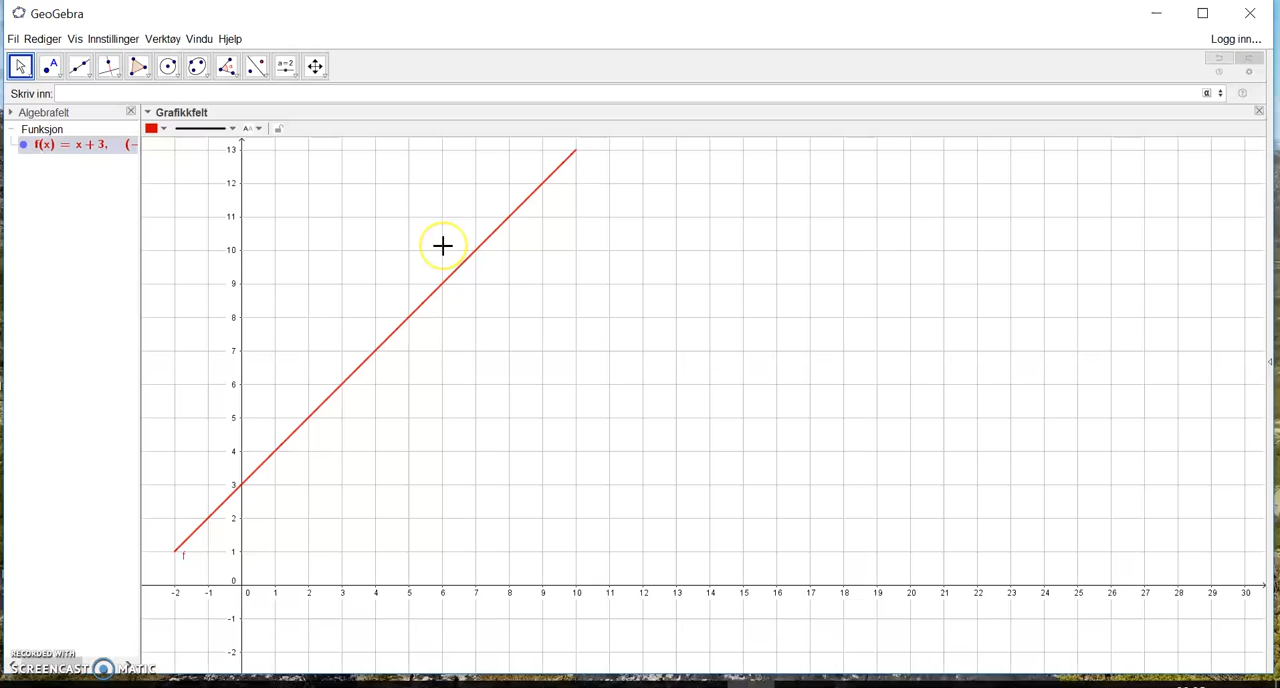 GeoGebra
Fil Rediger Vis Innstillinger Verktøy Vindu Hjelp
Logg inn...
A
a=2
Skriv inn:
α
Algebrafelt
Grafikkfelt
Funksjon
AA
f(x) = x + 3, (−
13
12
11
10
9
8
7
6
5
4
3
2
1
0
-1
-2
f
-2 -1 0 1 2 3 4 5 6 7 8 9 10 11 12 13 14 15 16 17 18 19 20 21 22 23 24 25 26 27 28 29 30
RECORDED WITH
SCREENCAST MATIC